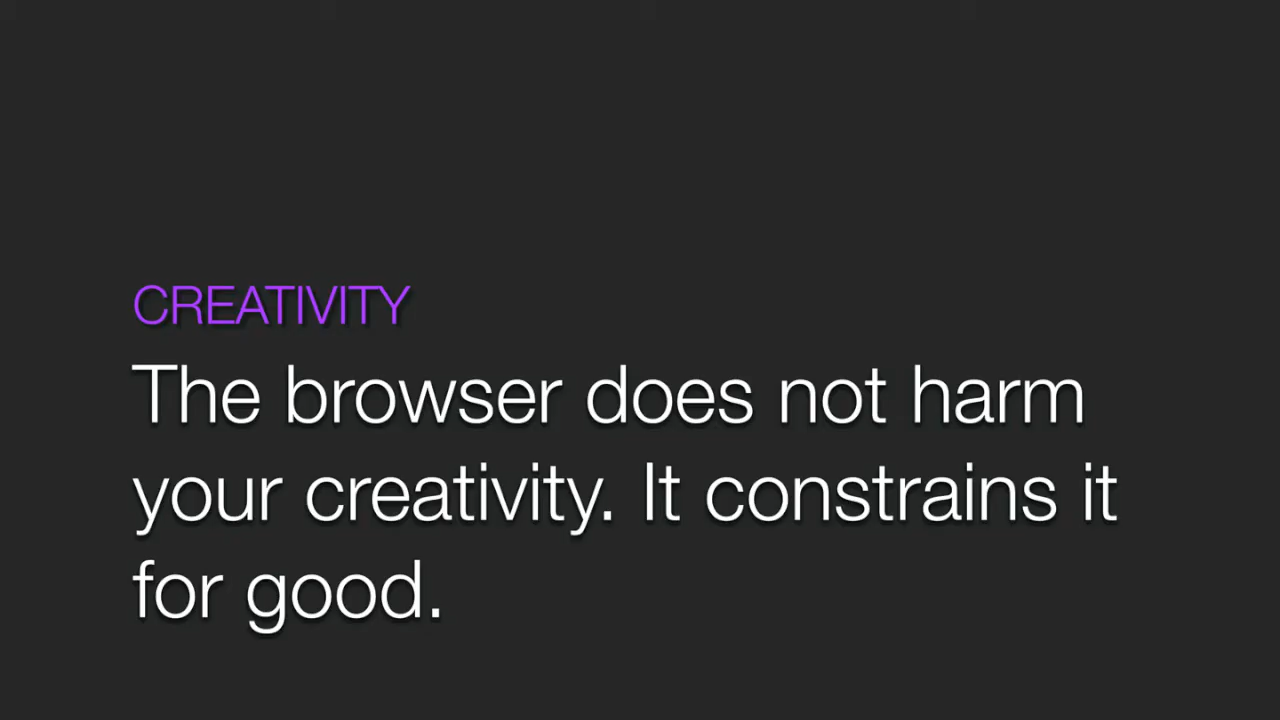 CREATIVITY
The browser does not harm
your creativity. It constrains it
for good.